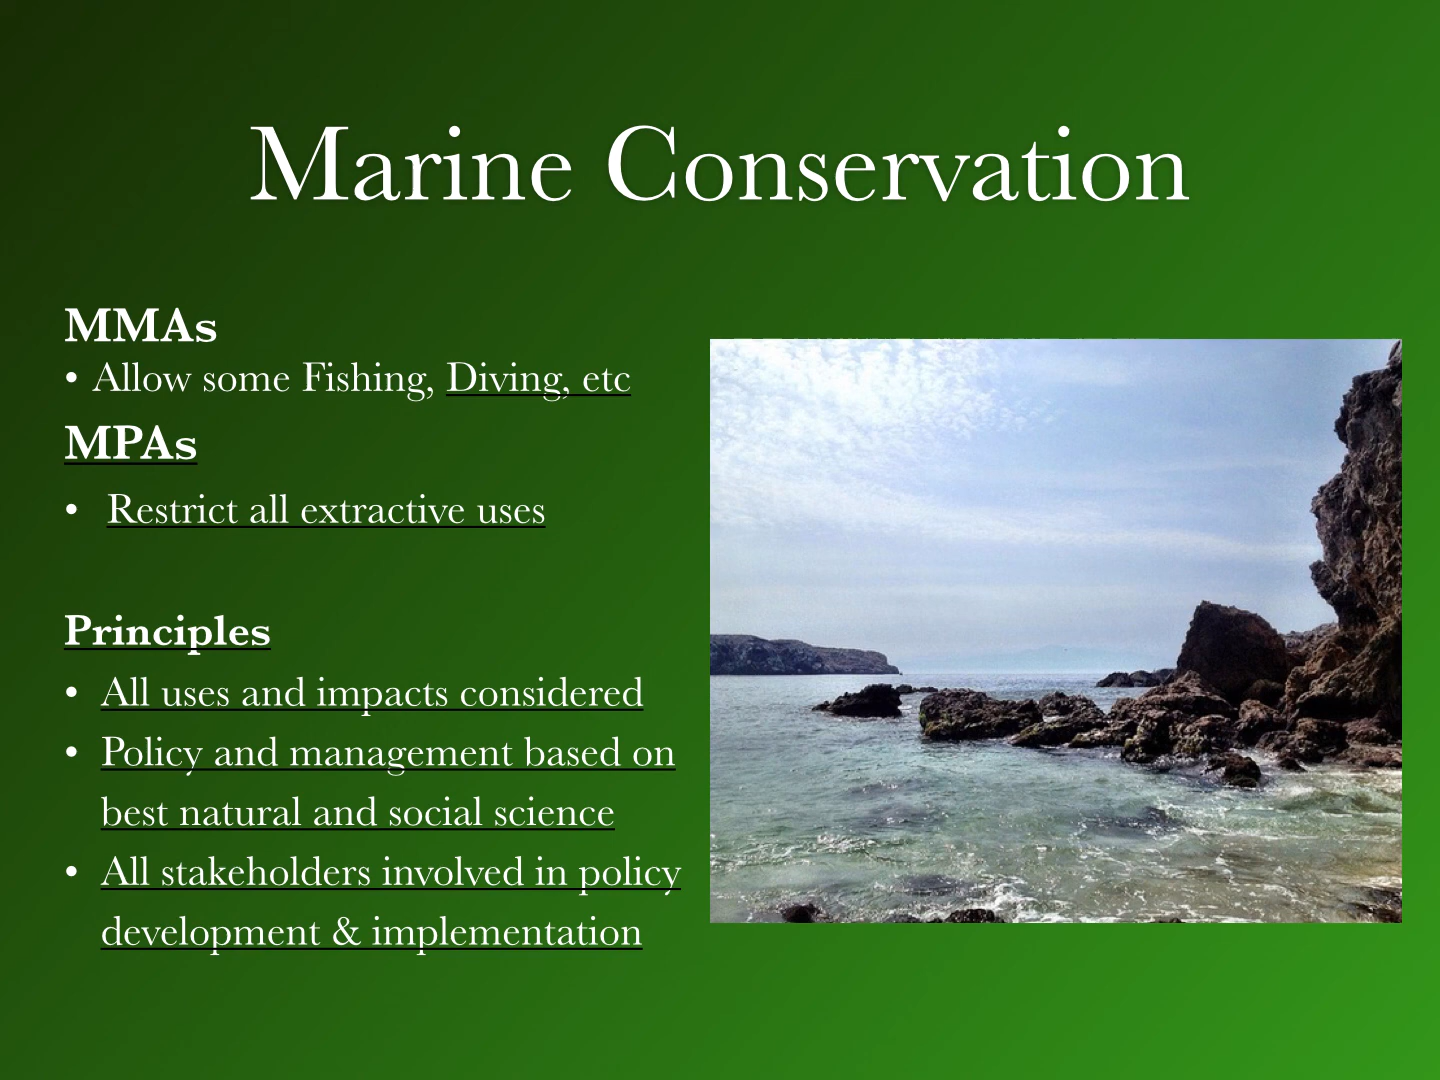 Marine Conservation
MMAs
• Allow some Fishing, Diving, etc
MPAs
• Restrict all extractive uses
Principles
• All uses and impacts considered
• Policy and management based on
best natural and social science
• All stakeholders involved in policy
development & implementation